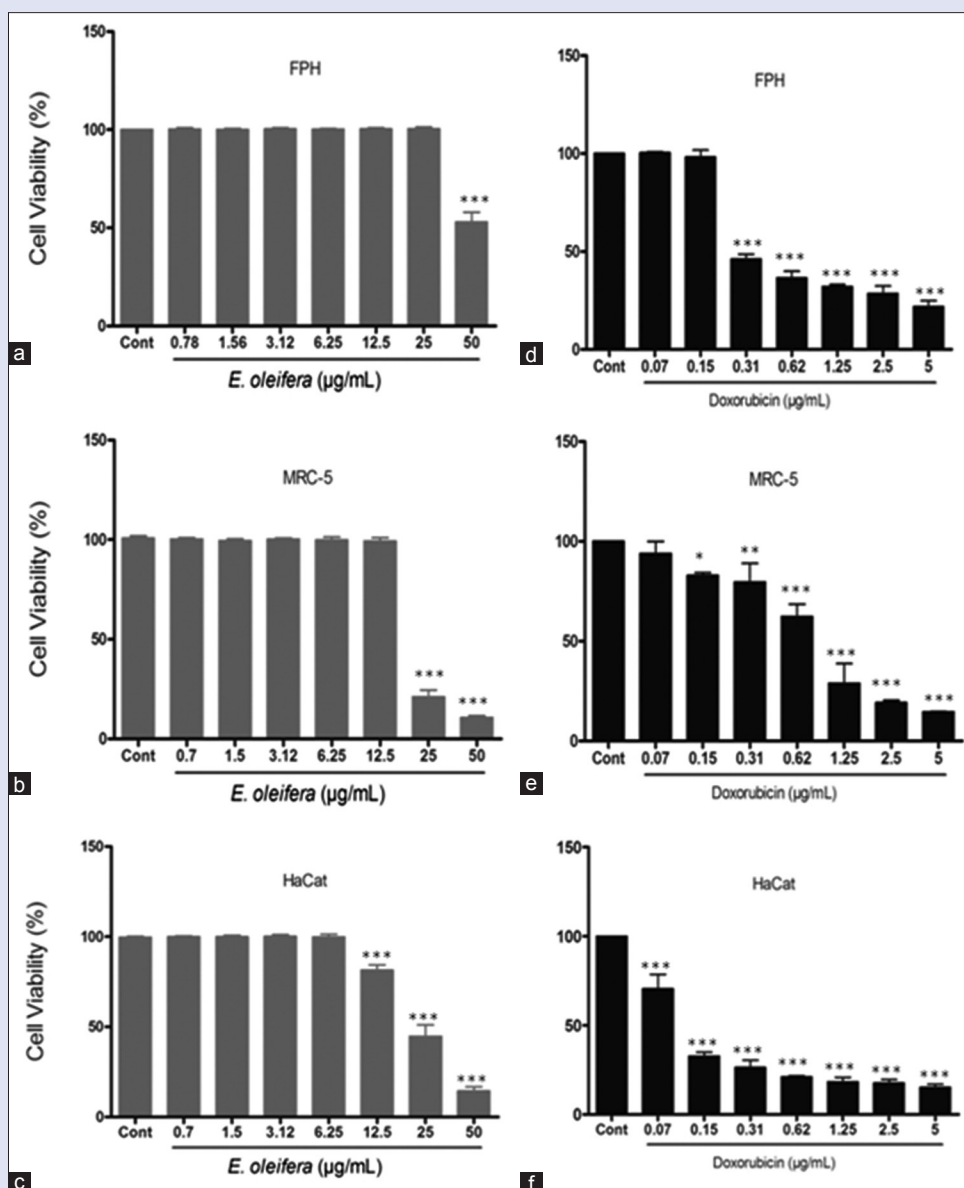 150
FPH
100
***
50
0
Cell Viability (%)
Cont 0.78 1.56 3.12 6.25 12.5 25 50
E. oleifera (µg/mL)
a
150
FPH
100
*** *** *** *** ***
50
0
Cont 0.07 0.15 0.31 0.62 1.25 2.5 5
Doxorubicin (µg/mL)
d
150
MRC-5
100
*** ***
50
0
Cell Viability (%)
Cont 0.7 1.5 3.12 6.25 12.5 25 50
E. oleifera (µg/mL)
b
150
MRC-5
100
* ** *** *** *** ***
50
0
Cont 0.07 0.15 0.31 0.62 1.25 2.5 5
Doxorubicin (µg/mL)
e
150
HaCat
100
*** *** ***
50
0
Cell Viability (%)
Cont 0.7 1.5 3.12 6.25 12.5 25 50
E. oleifera (µg/mL)
c
150
HaCat
100
*** *** *** *** *** *** ***
50
0
Cont 0.07 0.15 0.31 0.62 1.25 2.5 5
Doxorubicin (µg/mL)
f